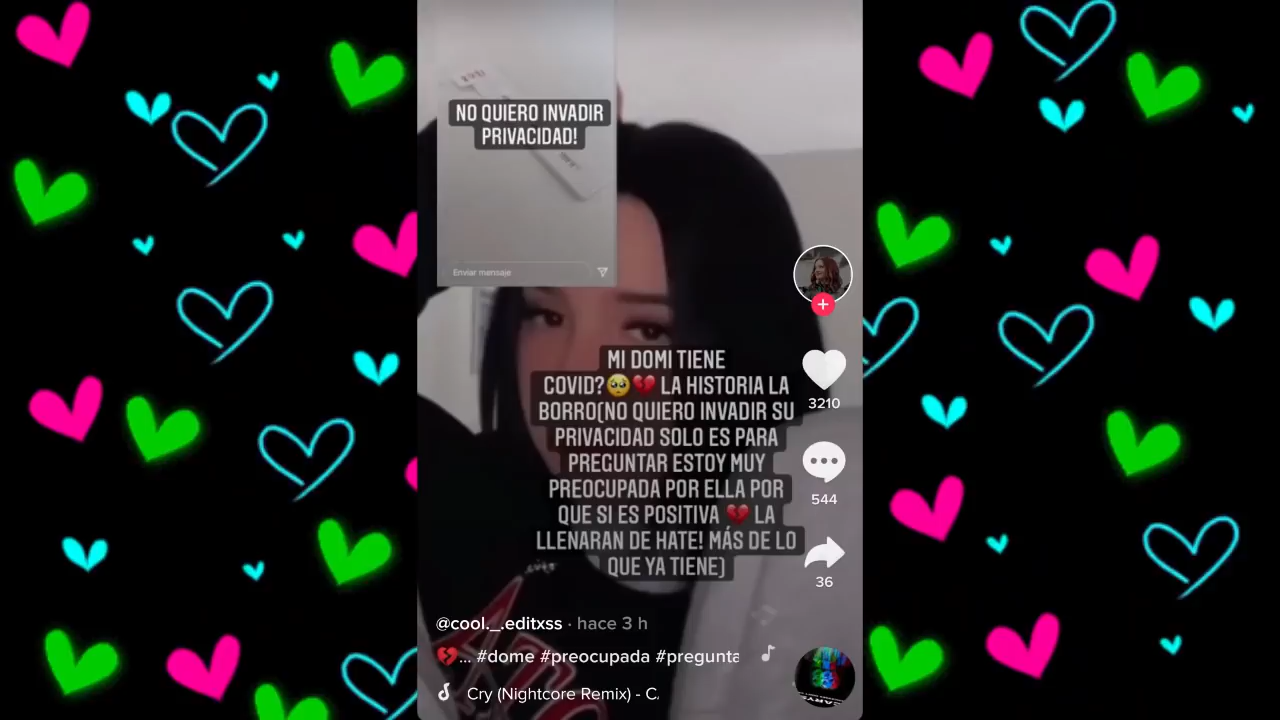 NO QUIERO INVADIR
PRIVACIDAD!
Enviar mensaje
MI DOMI TIENE
COVID?🥺💔 LA HISTORIA LA
BORRO(NO QUIERO INVADIR SU
PRIVACIDAD SOLO ES PARA
PREGUNTAR ESTOY MUY
PREOCUPADA POR ELLA POR
QUE SI ES POSITIVA 💔 LA
LLENARAN DE HATE! MÁS DE LO
QUE YA TIENE)
3210
544
36
@cool._.editxss · hace 3 h
💔... #dome #preocupada #pregunta
Cry (Nightcore Remix) - C